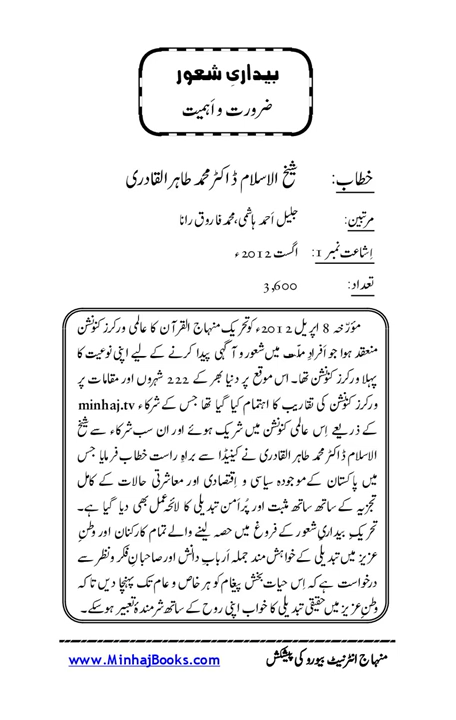 بیداریِ شعور
ضرورت و اَہمیت
خطاب: شیخ الاسلام ڈاکٹر محمد طاہر القادری
مرتبین: جلیل اَحمد ہاشمی، محمد فاروق رانا
اِشاعت نمبر 1: اگست 2012ء
تعداد: 3,600
مؤرّخہ 8 اپریل 2012ء کو تحریک منہاج القرآن کا عالمی ورکرز کنونشن
منعقد ہوا جو اَفرادِ ملّت میں شعور و آگہی پیدا کرنے کے لیے اپنی نوعیت کا
پہلا ورکرز کنونشن تھا۔ اس موقع پر دنیا بھر کے 222 شہروں اور مقامات پر
ورکرز کنونشن کی تقاریب کا اہتمام کیا گیا تھا جس کے شرکاء minhaj.tv
کے ذریعے اِس عالمی کنونشن میں شریک ہوئے اور ان سب شرکاء سے شیخ
الاسلام ڈاکٹر محمد طاہر القادری نے کینیڈا سے براہِ راست خطاب فرمایا جس
میں پاکستان کے موجودہ سیاسی و اِقتصادی اور معاشرتی حالات کے کامل
تجزیہ کے ساتھ ساتھ مثبت اور پُراَمن تبدیلی کا لائحہ عمل بھی دیا گیا ہے۔
تحریکِ بیداریِ شعور کے فروغ میں حصہ لینے والے تمام کارکنان اور وطنِ
عزیز میں تبدیلی کے خواہش مند جملہ اَربابِ دانش اور صاحبانِ فکر و نظر سے
درخواست ہے کہ اِس حیات بخش پیغام کو ہر خاص و عام تک پہنچا دیں تاکہ
وطنِ عزیز میں حقیقی تبدیلی کا خواب اپنی روح کے ساتھ شرمندۂ تعبیر ہو سکے۔
منہاج انٹرنیٹ بیورو کی پیشکش www.MinhajBooks.com